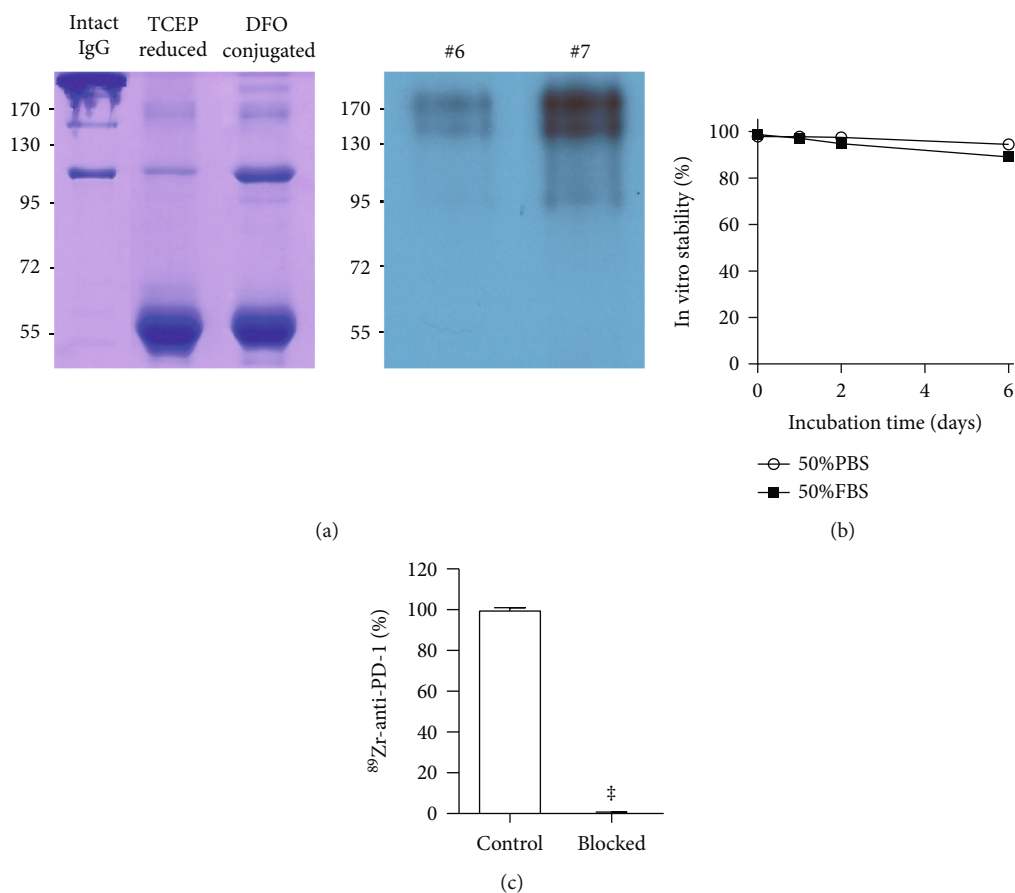 Intact
IgG
TCEP
reduced
DFO
conjugated
170
130
95
72
55
#6
#7
170
130
95
72
55
(a)
In vitro stability (%)
100
80
60
40
20
0
0
2
4
6
Incubation time (days)
50%PBS
50%FBS
(b)
⁸⁹Zr-anti-PD-1 (%)
120
100
80
60
40
20
0
‡
Control
Blocked
(c)